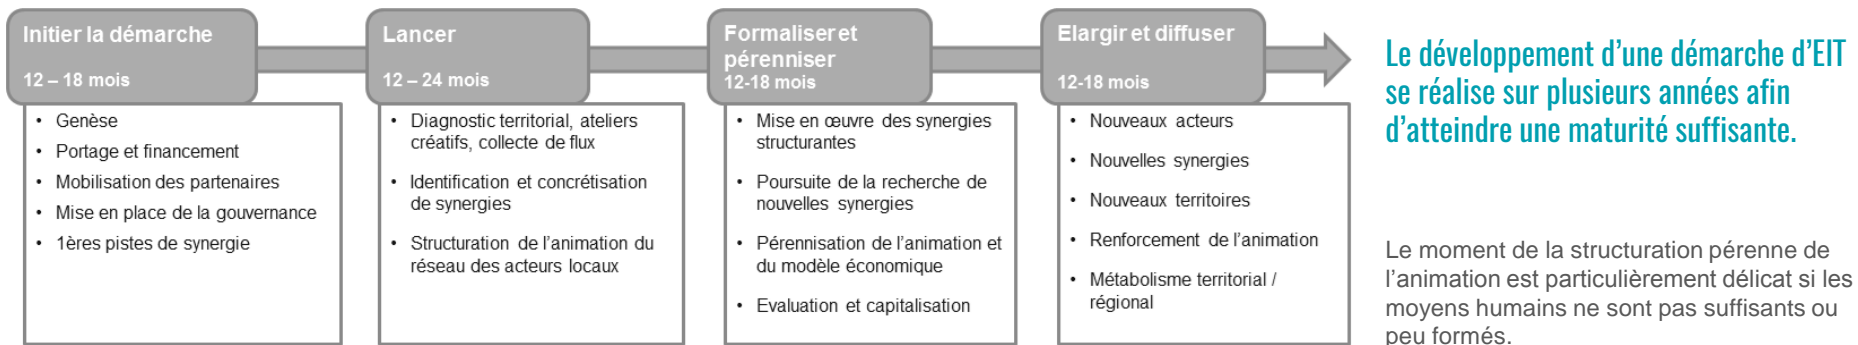 Initier la démarche
12 – 18 mois
• Genèse
• Portage et financement
• Mobilisation des partenaires
• Mise en place de la gouvernance
• 1ères pistes de synergie
Lancer
12 – 24 mois
• Diagnostic territorial, ateliers
créatifs, collecte de flux
• Identification et concrétisation
de synergies
• Structuration de l’animation du
réseau des acteurs locaux
Formaliser et
pérenniser
12-18 mois
• Mise en œuvre des synergies
structurantes
• Poursuite de la recherche de
nouvelles synergies
• Pérennisation de l’animation et
du modèle économique
• Evaluation et capitalisation
Elargir et diffuser
12-18 mois
• Nouveaux acteurs
• Nouvelles synergies
• Nouveaux territoires
• Renforcement de l’animation
• Métabolisme territorial /
régional
Le développement d’une démarche d’EIT
se réalise sur plusieurs années afin
d’atteindre une maturité suffisante.
Le moment de la structuration pérenne de
l’animation est particulièrement délicat si les
moyens humains ne sont pas suffisants ou
peu formés.